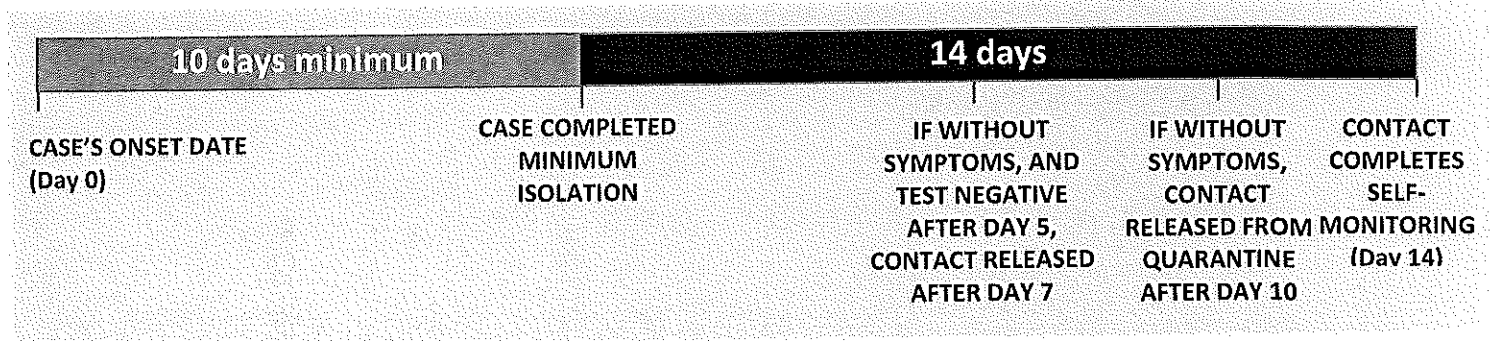 10 days minimum
14 days
CASE'S ONSET DATE
(Day 0)
CASE COMPLETED
MINIMUM
ISOLATION
IF WITHOUT
SYMPTOMS, AND
TEST NEGATIVE
AFTER DAY 5,
CONTACT RELEASED
AFTER DAY 7
IF WITHOUT
SYMPTOMS,
CONTACT
RELEASED FROM
QUARANTINE
AFTER DAY 10
CONTACT
COMPLETES
SELF-
MONITORING
(Day 14)